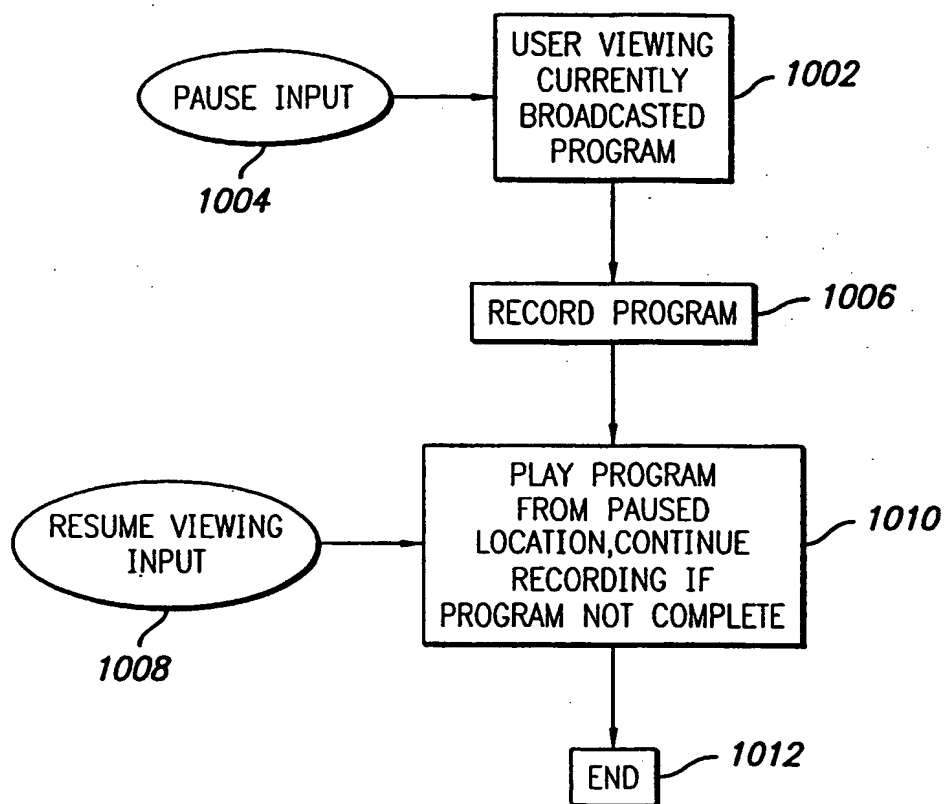 USER VIEWING
CURRENTLY
BROADCASTED
PROGRAM
1002
PAUSE INPUT
1004
RECORD PROGRAM
1006
PLAY PROGRAM
FROM PAUSED
LOCATION,CONTINUE
RECORDING IF
PROGRAM NOT COMPLETE
1010
RESUME VIEWING
INPUT
1008
END
1012